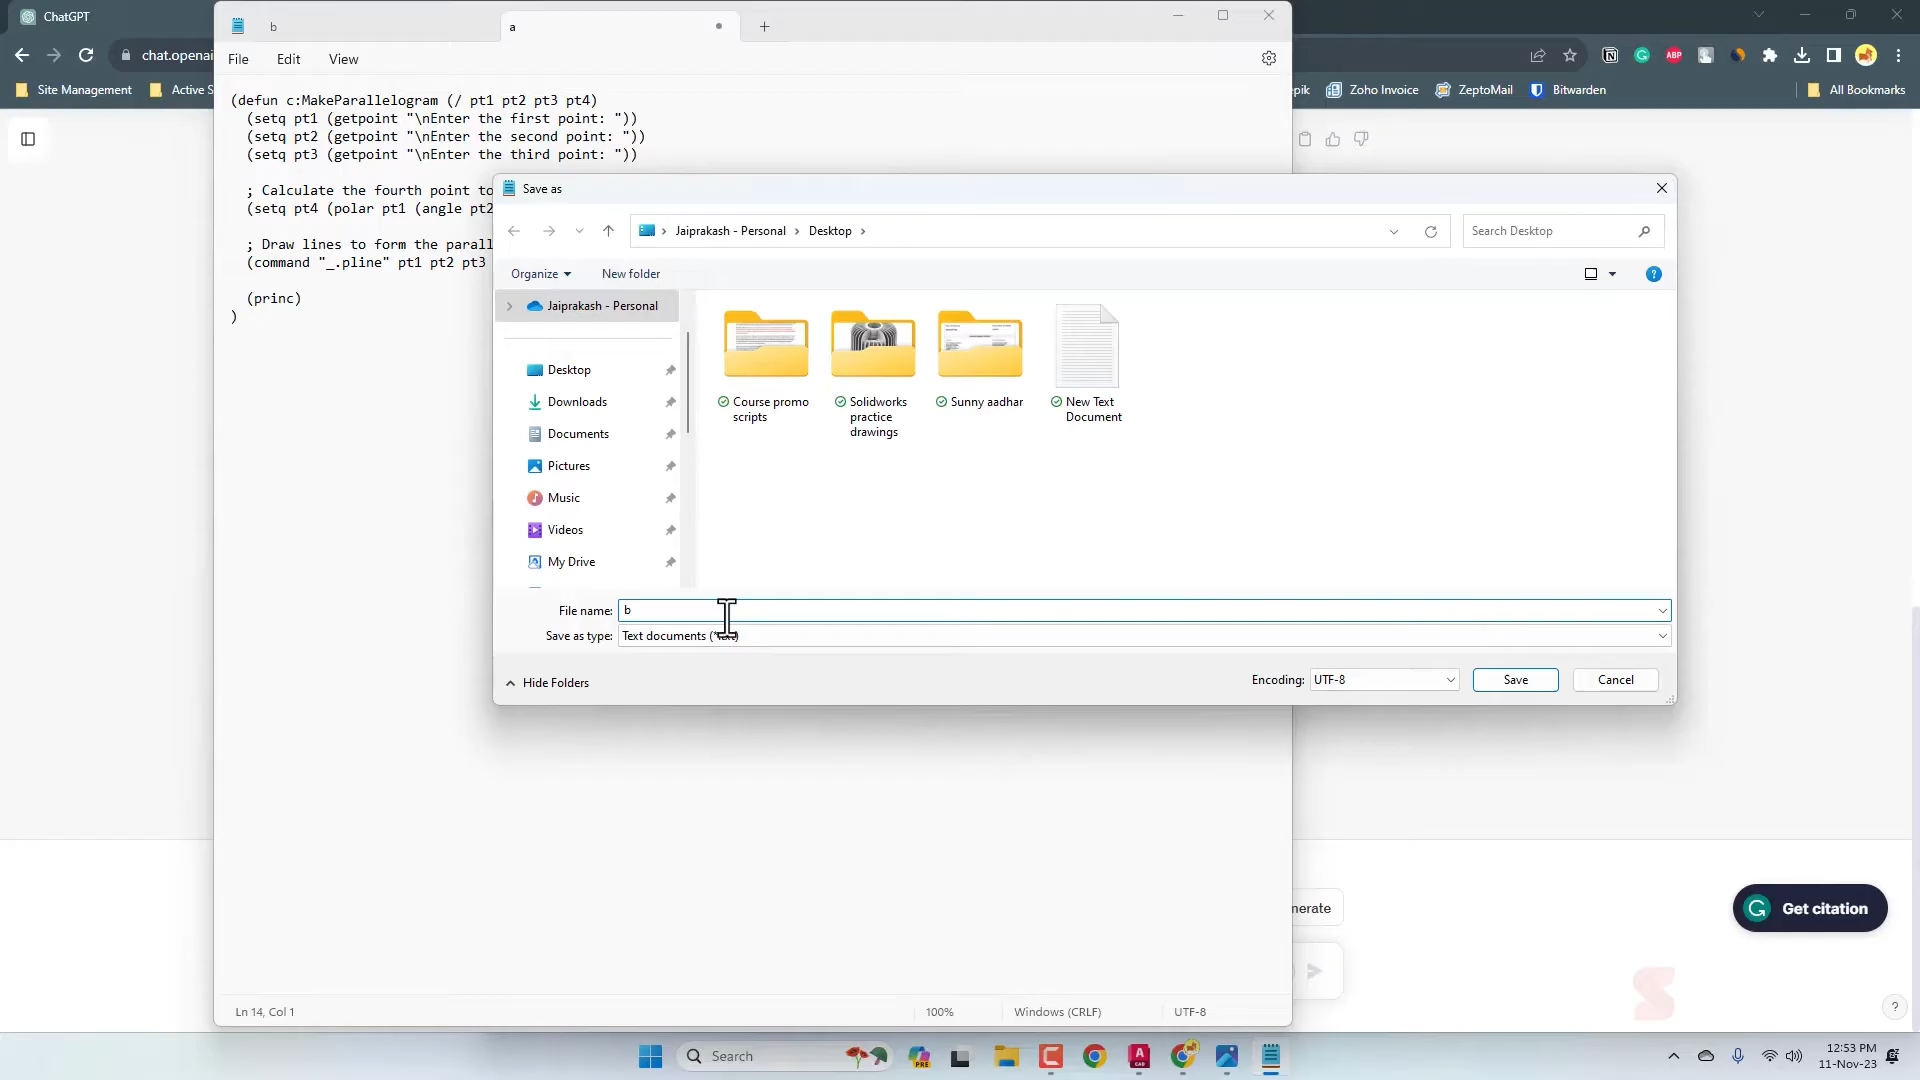 ChatGPT
b
a
chat.openai
File
Edit
View
Site Management
Active S
pik
Zoho Invoice
ZeptoMail
Bitwarden
All Bookmarks
(defun c:MakeParallelogram (/ pt1 pt2 pt3 pt4)
(setq pt1 (getpoint "\nEnter the first point: "))
(setq pt2 (getpoint "\nEnter the second point: "))
(setq pt3 (getpoint "\nEnter the third point: "))
; Calculate the fourth point to
(setq pt4 (polar pt1 (angle pt2
; Draw lines to form the parall
(command "_.pline" pt1 pt2 pt3
(princ)
)
Save as
Jaiprakash - Personal
Desktop
Search Desktop
Organize
New folder
Jaiprakash - Personal
Desktop
Downloads
Documents
Pictures
Music
Videos
My Drive
Course promo
scripts
Solidworks
practice
drawings
Sunny aadhar
New Text
Document
File name:
b
Save as type:
Text documents
Hide Folders
Encoding:
UTF-8
Save
Cancel
nerate
Get citation
Ln 14, Col 1
100%
Windows (CRLF)
UTF-8
?
Search
PRE
12:53 PM
11-Nov-23
ABP